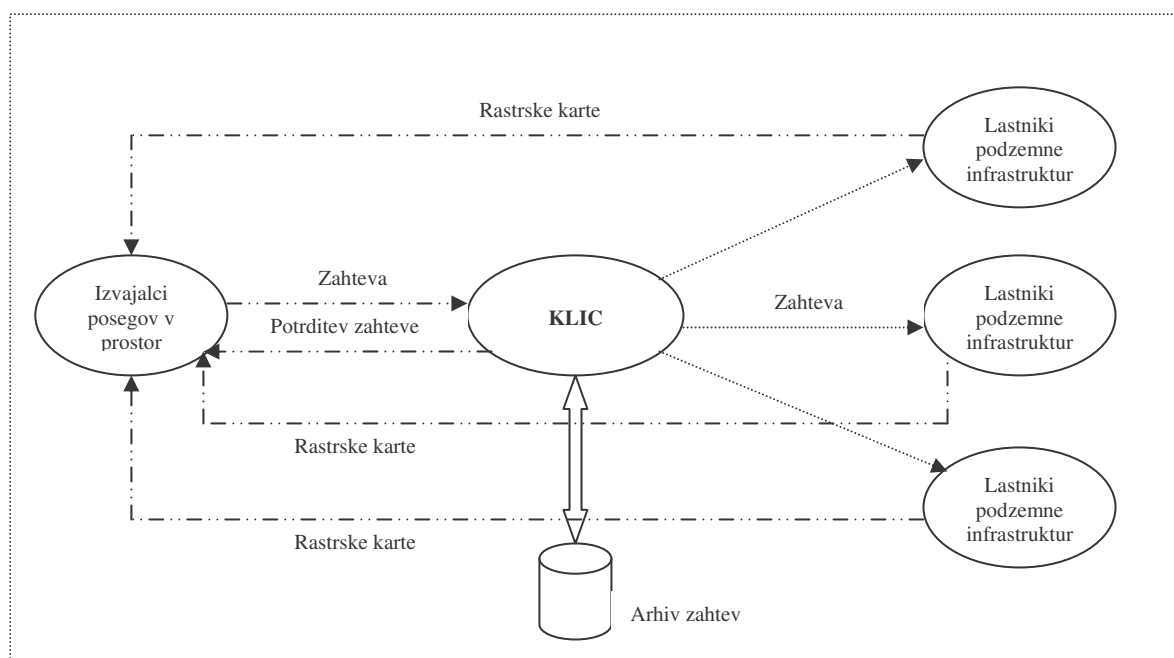 Rastrske karte
Lastniki
podzemne
infrastruktur
Izvajalci
posegov v
prostor
Zahteva
Potrditev zahteve
KLIC
Zahteva
Lastniki
podzemne
infrastruktur
Rastrske karte
Lastniki
podzemne
infrastruktur
Rastrske karte
Arhiv zahtev